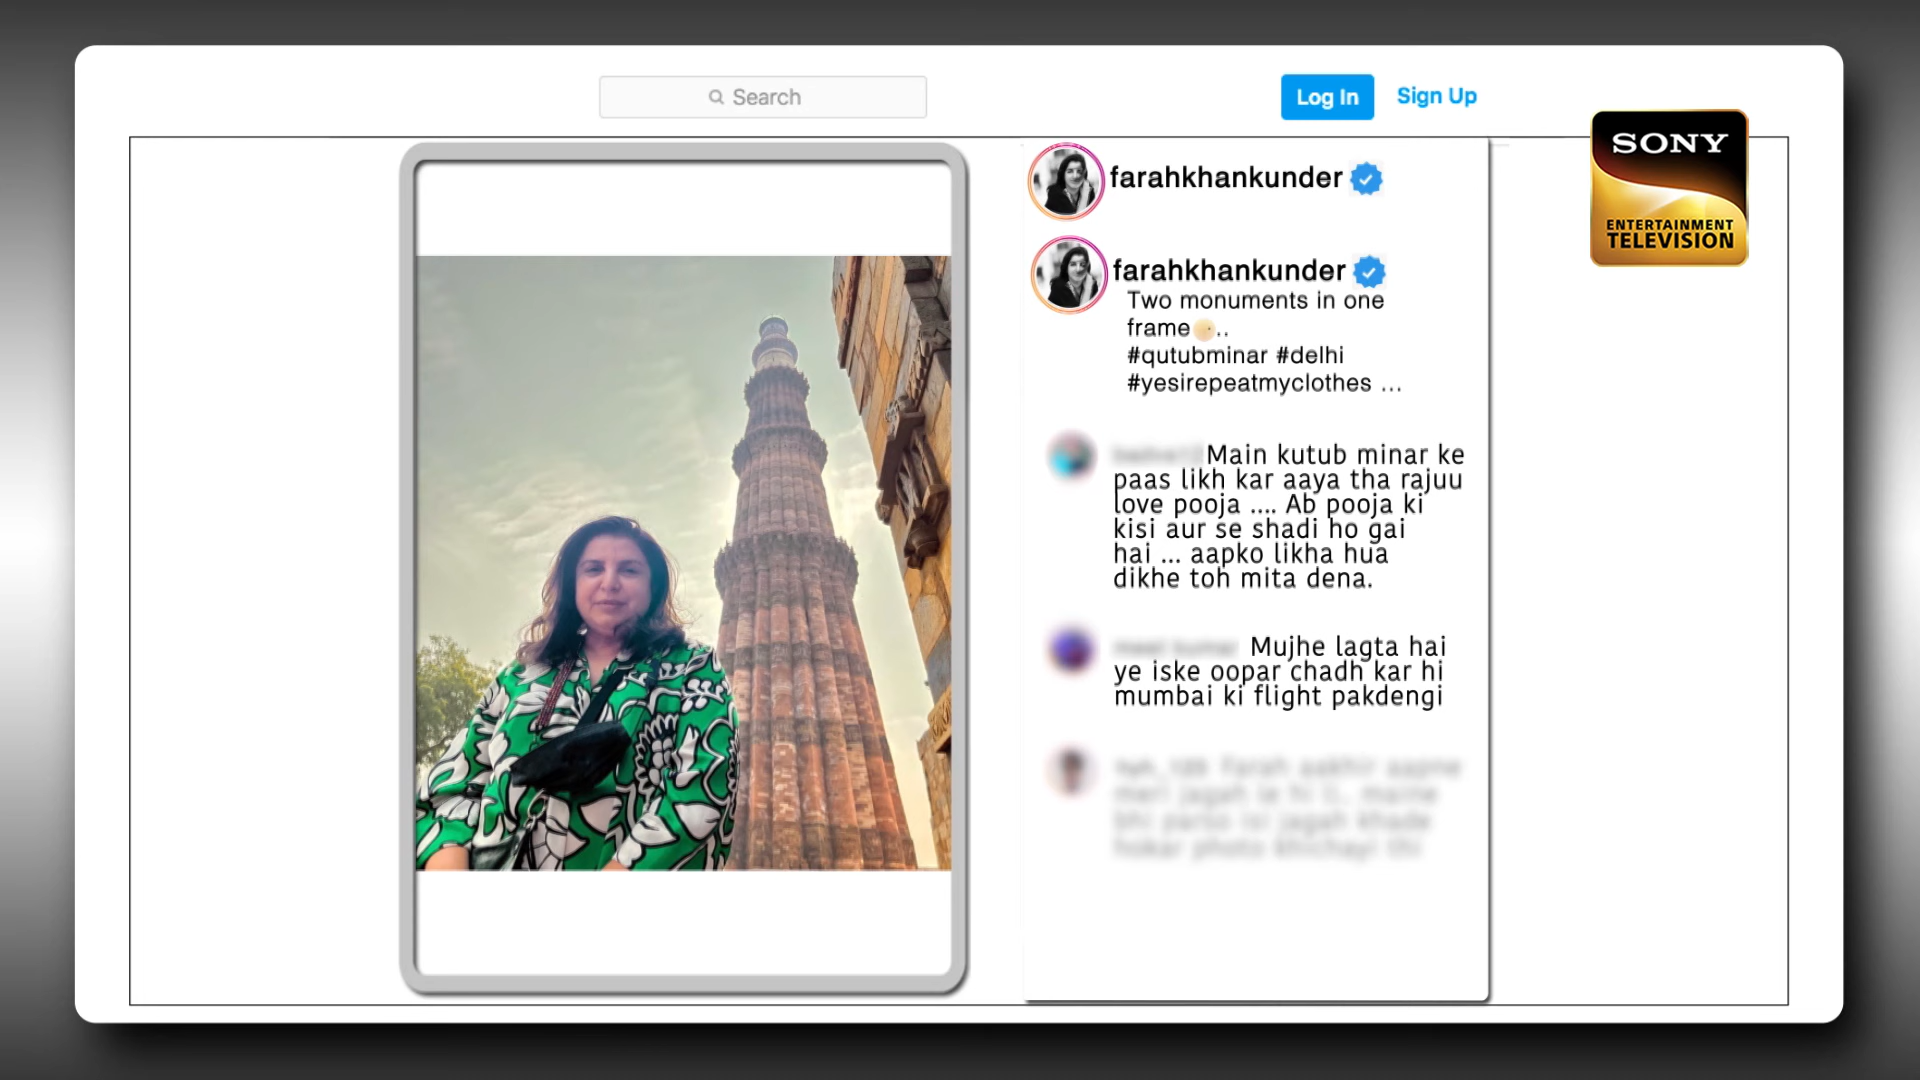 Search
Log In
Sign Up
SONY
ENTERTAINMENT
TELEVISION
farahkhankunder
farahkhankunder
Two monuments in one
frame..
#qutubminar #delhi
#yesirepeatmyclothes ...
Main kutub minar ke
paas likh kar aaya tha rajuu
love pooja .... Ab pooja ki
kisi aur se shadi ho gai
hai ... aapko likha hua
dikhe toh mita dena.
Mujhe lagta hai
ye iske oopar chadh kar hi
mumbai ki flight pakdengi